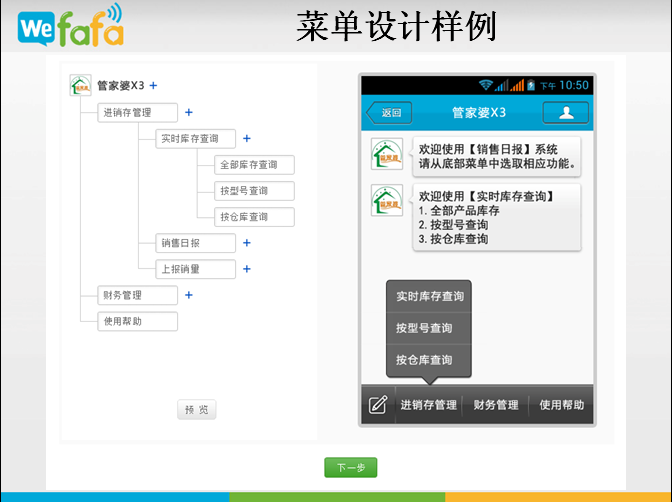 We fafa
菜单设计样例
管家婆X3 +
进销存管理 +
实时库存查询 +
全部库存查询
按型号查询
按仓库查询
销售日报 +
上报销量 +
财务管理 +
使用帮助
预 览
下午 10:50
返回
管家婆X3
欢迎使用【销售日报】系统
请从底部菜单中选取相应功能。
欢迎使用【实时库存查询】
1. 全部产品库存
2. 按型号查询
3. 按仓库查询
实时库存查询
按型号查询
按仓库查询
进销存管理
财务管理
使用帮助
下一步